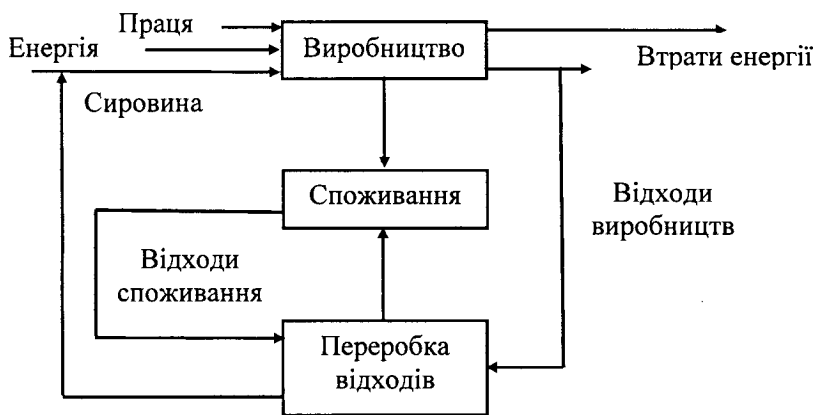 Праця
Енергія
Виробництво
Втрати енергії
Сировина
Споживання
Відходи
виробництв
Відходи
споживання
Переробка
відходів